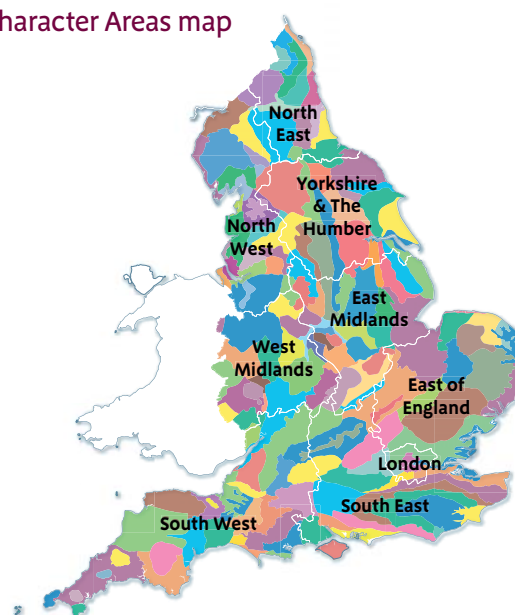 haracter Areas map
North
East
Yorkshire
& The
Humber
North
West
East
Midlands
West
Midlands
East of
England
London
South East
South West